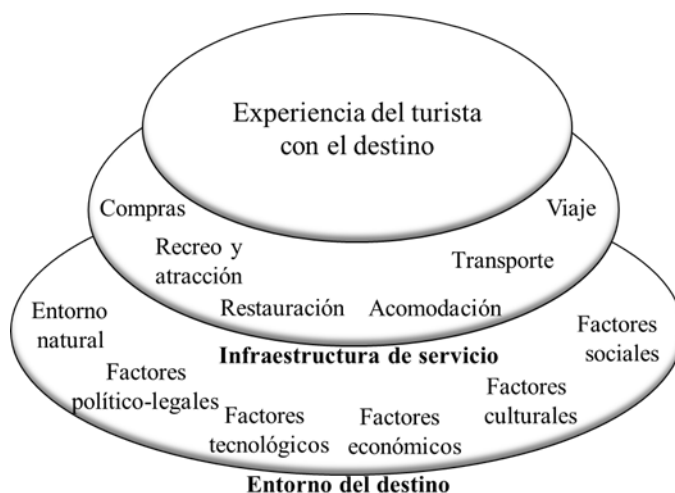 Experiencia del turista
con el destino
Compras
Viaje
Recreo y
atracción
Transporte
Restauración
Acomodación
Infraestructura de servicio
Entorno
natural
Factores
sociales
Factores
político-legales
Factores
culturales
Factores
tecnológicos
Factores
económicos
Entorno del destino